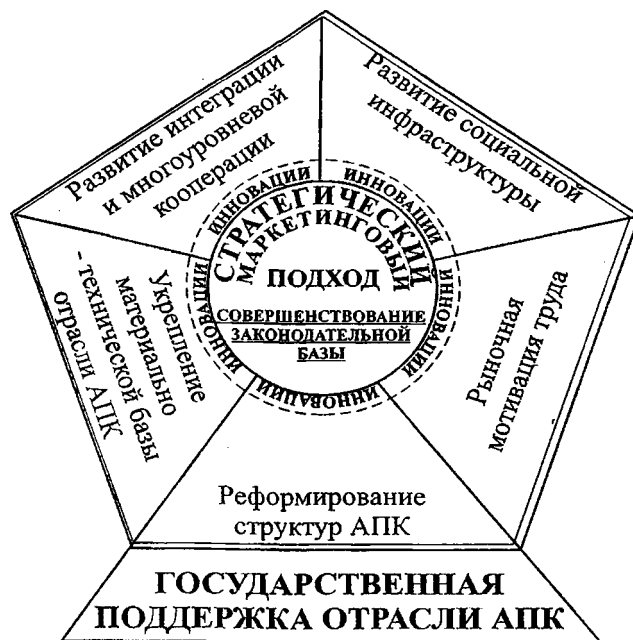 Развитие интеграции
и многоуровневой
кооперации
Развитие социальной
инфраструктуры
ИННОВАЦИИ
ИННОВАЦИИ
ИННОВАЦИИ
ИННОВАЦИИ
ИННОВАЦИИ
СТРАТЕГИЧЕСКИЙ
МАРКЕТИНГОВЫЙ
ПОДХОД
СОВЕРШЕНСТВОВАНИЕ
ЗАКОНОДАТЕЛЬНОЙ
БАЗЫ
Укрепление
материально
- технической базы
отрасли АПК
Рыночная
мотивация труда
Реформирование
структур АПК
ГОСУДАРСТВЕННАЯ
ПОДДЕРЖКА ОТРАСЛИ АПК